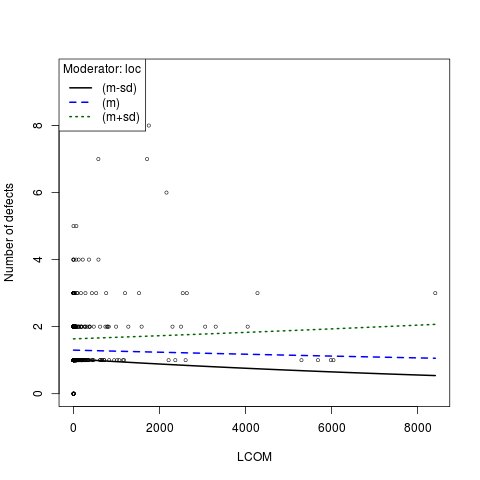 Moderator: loc
(m-sd)
(m)
(m+sd)
Number of defects
8
6
4
2
0
0 2000 4000 6000 8000
LCOM